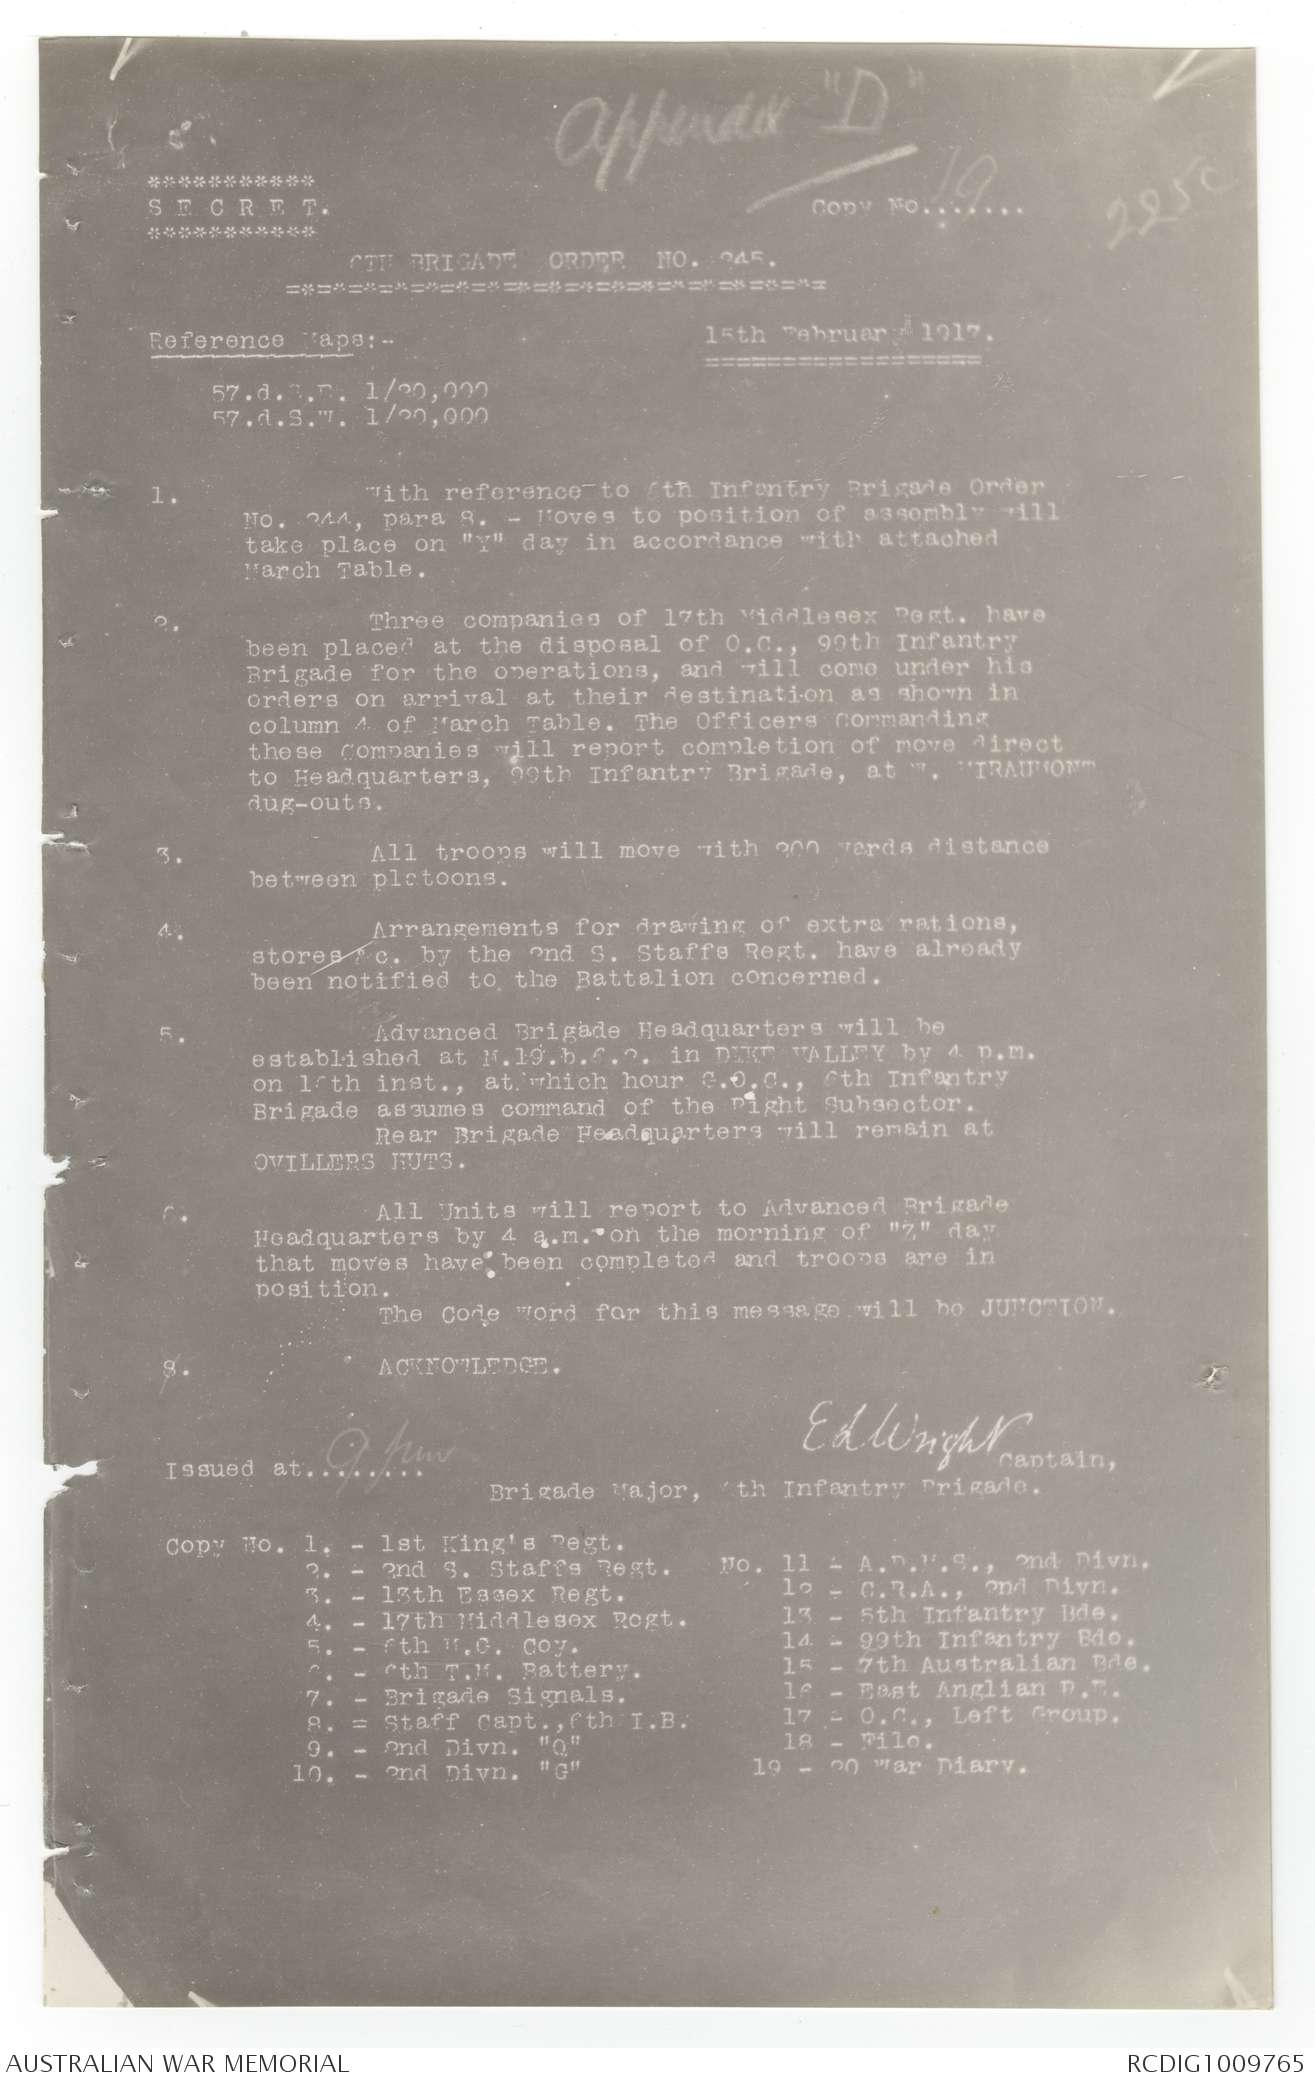 Appendix "D"
***********
S E C R E T.
***********
Copy No.......19
225c
6TH BRIGADE ORDER NO. 245.
=*=*=*=*=*=*=*=*=*=*=*=*=*=*=*=*=*=
Reference Maps:-
15th February 1917.
==================
57.d.S.E. 1/20,000
57.d.S.W. 1/20,000
1. With reference to 6th Infantry Brigade Order
No. 244, para 8. - Moves to position of assembly will
take place on "Y" day in accordance with attached
March Table.
2. Three companies of 17th Middlesex Regt. have
been placed at the disposal of O.C., 99th Infantry
Brigade for the operations, and will come under his
orders on arrival at their destination as shown in
column 4 of March Table. The Officers Commanding
these Companies will report completion of move direct
to Headquarters, 99th Infantry Brigade, at W. MIRAUMONT
dug-outs.
3. All troops will move with 200 yards distance
between platoons.
4. Arrangements for drawing of extra rations,
stores &c. by the 2nd S. Staffs Regt. have already
been notified to the Battalion concerned.
5. Advanced Brigade Headquarters will be
established at M.19.b.6.2. in DYKE VALLEY by 4 p.m.
on 16th inst., at which hour G.O.C., 6th Infantry
Brigade assumes command of the Right Subsector.
Rear Brigade Headquarters will remain at
OVILLERS HUTS.
6. All Units will report to Advanced Brigade
Headquarters by 4 a.m. on the morning of "Z" day
that moves have been completed and troops are in
position.
The Code Word for this message will be JUNCTION.
8. ACKNOWLEDGE.
E L Wright
Captain,
Issued at........ 9 pm
Brigade Major, 6th Infantry Brigade.
Copy No. 1. - 1st King's Regt.
2. - 2nd S. Staffs Regt.
3. - 13th Essex Regt.
4. - 17th Middlesex Regt.
5. - 6th M.G. Coy.
6. - 6th T.M. Battery.
7. - Brigade Signals.
8. = Staff Capt.,6th I.B.
9. - 2nd Divn. "Q"
10. - 2nd Divn. "G"
No. 11 - A.D.M.S., 2nd Divn.
12 - C.R.A., 2nd Divn.
13 - 5th Infantry Bde.
14 - 99th Infantry Bde.
15 - 7th Australian Bde.
16 - East Anglian R.E.
17 - O.C., Left Group.
18 - File.
19 - 20 War Diary.
AUSTRALIAN WAR MEMORIAL
RCDIG1009765